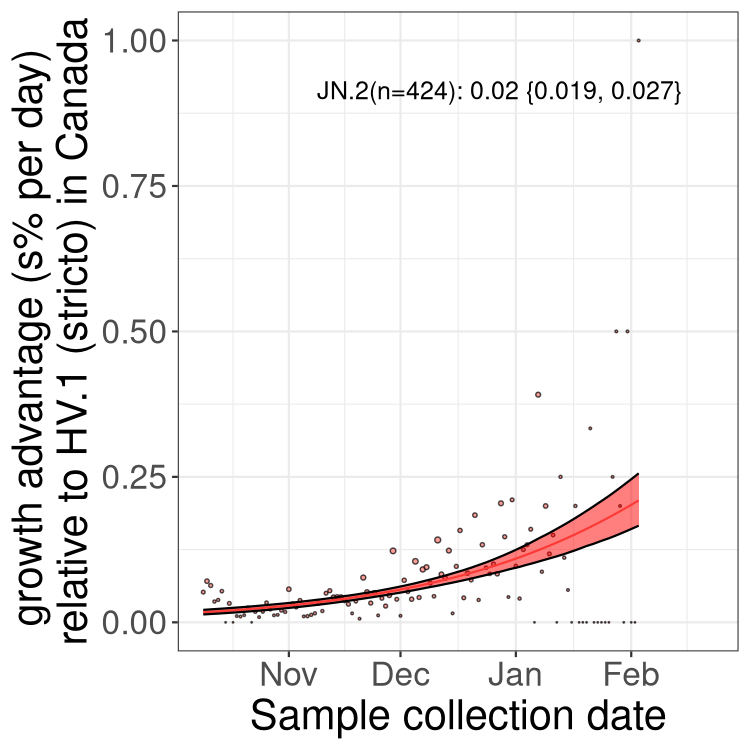 growth advantage (s% per day)
relative to HV.1 (stricto) in Canada
1.00
0.75
0.50
0.25
0.00
JN.2(n=424): 0.02 {0.019, 0.027}
Nov Dec Jan Feb
Sample collection date